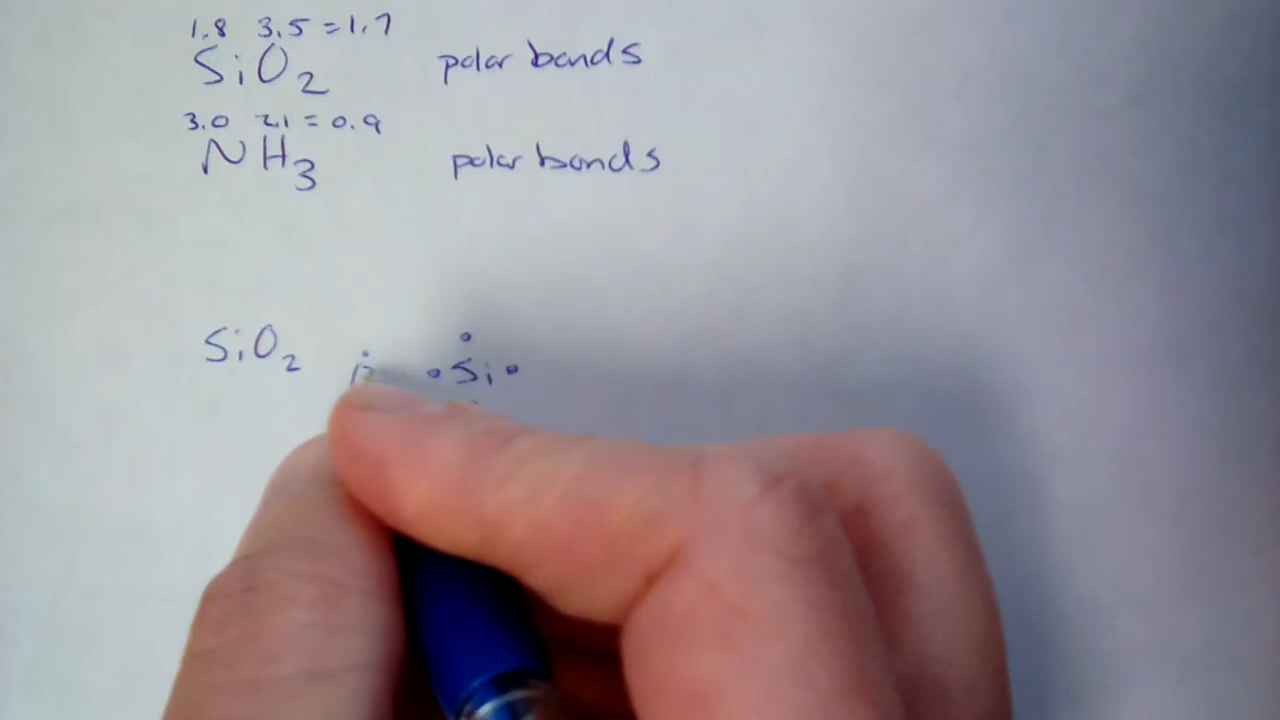 1.8 3.5 = 1.7
SiO2 polar bonds
3.0 2.1 = 0.9
NH3 polar bonds
SiO2 Si